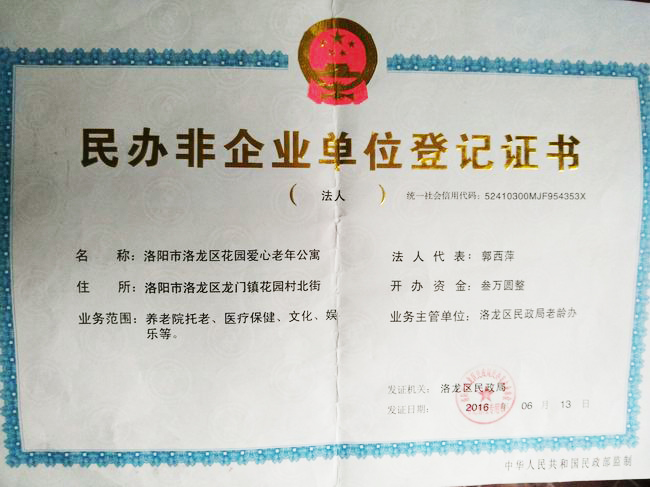 民办非企业单位登记证书
（ 法人 ） 统一社会信用代码：52410300MJF954353X
名 称：洛阳市洛龙区花园爱心老年公寓
法 人 代 表：郭西萍
住 所：洛阳市洛龙区龙门镇花园村北街
开 办 资 金：叁万圆整
业务范围：养老院托老、医疗保健、文化、娱
乐等。
业务主管单位：洛龙区民政局老龄办
发证机关：洛龙区民政局
发证日期：2016 年 06 月 13 日
中华人民共和国民政部监制